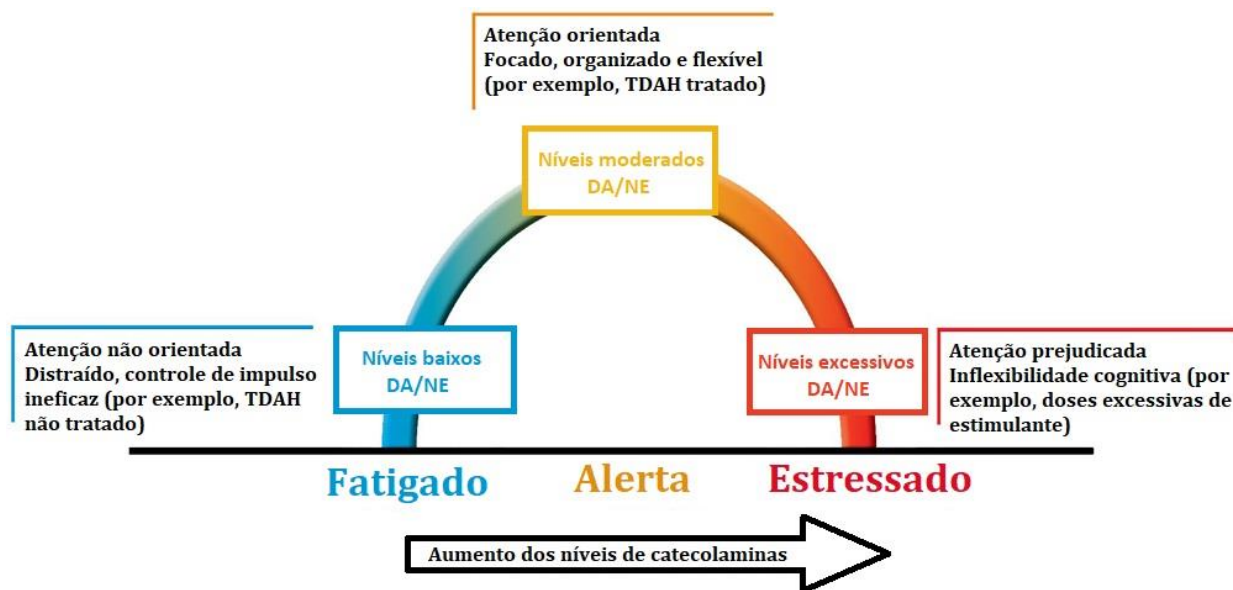 Atenção orientada
Focado, organizado e flexível
(por exemplo, TDAH tratado)
Níveis moderados
DA/NE
Atenção não orientada
Distraído, controle de impulso
ineficaz (por exemplo, TDAH
não tratado)
Níveis baixos
DA/NE
Níveis excessivos
DA/NE
Atenção prejudicada
Inflexibilidade cognitiva (por
exemplo, doses excessivas de
estimulante)
Fatigado
Alerta
Estressado
Aumento dos níveis de catecolaminas